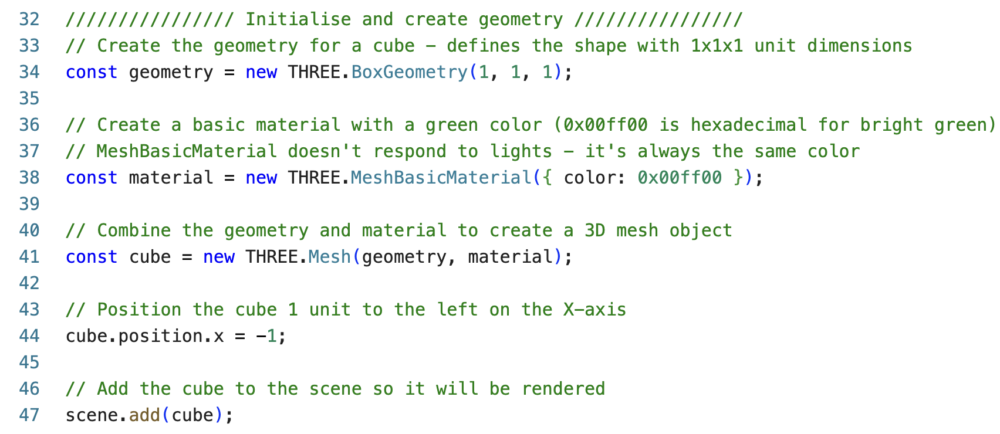 32 //////////////// Initialise and create geometry ////////////////
33 // Create the geometry for a cube – defines the shape with 1x1x1 unit dimensions
34 const geometry = new THREE.BoxGeometry(1, 1, 1);
35
36 // Create a basic material with a green color (0x00ff00 is hexadecimal for bright green)
37 // MeshBasicMaterial doesn't respond to lights – it's always the same color
38 const material = new THREE.MeshBasicMaterial({ color: 0x00ff00 });
39
40 // Combine the geometry and material to create a 3D mesh object
41 const cube = new THREE.Mesh(geometry, material);
42
43 // Position the cube 1 unit to the left on the X-axis
44 cube.position.x = -1;
45
46 // Add the cube to the scene so it will be rendered
47 scene.add(cube);